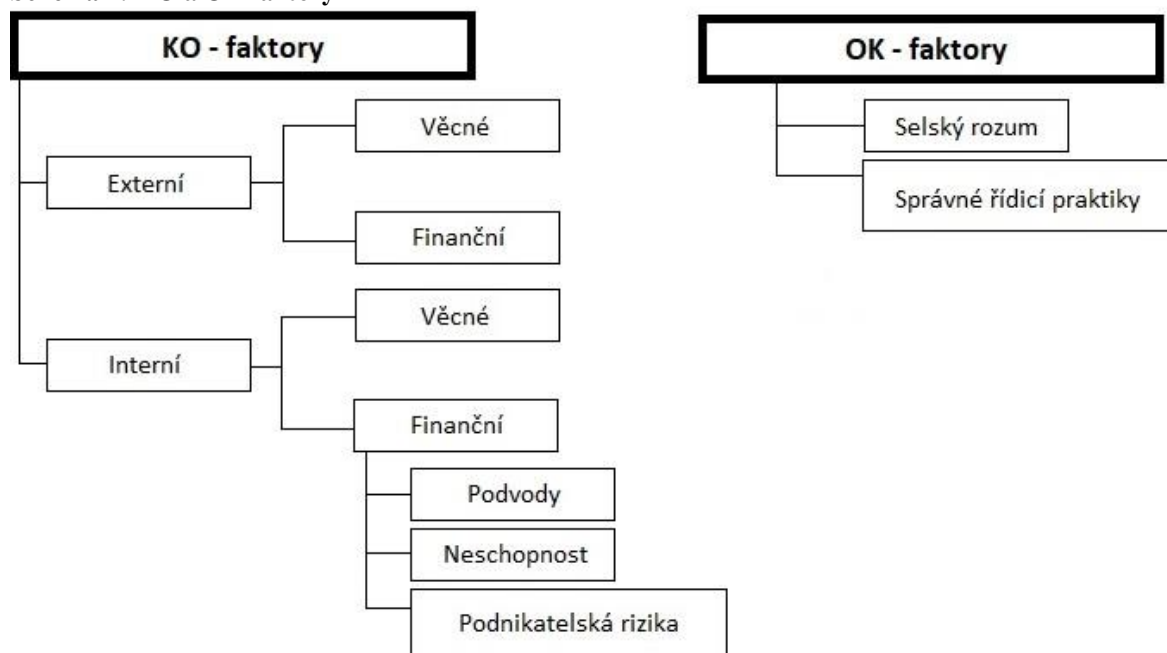 KO - faktory
Externí
Věcné
Finanční
Interní
Věcné
Finanční
Podvody
Neschopnost
Podnikatelská rizika
OK - faktory
Selský rozum
Správné řídicí praktiky